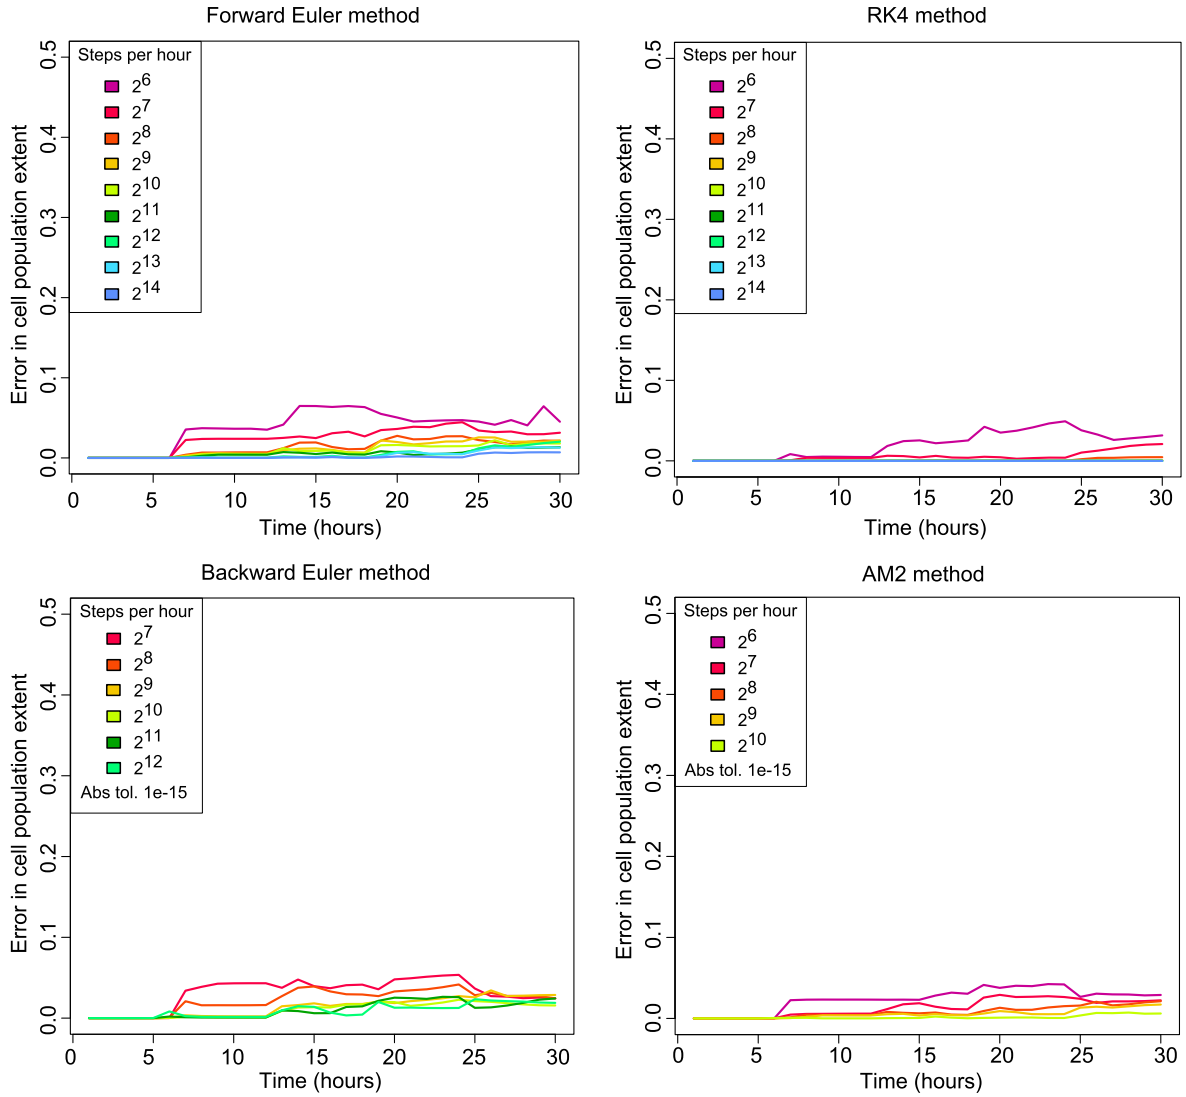 Forward Euler method
Steps per hour
2^6
2^7
2^8
2^9
2^10
2^11
2^12
2^13
2^14
Error in cell population extent
0.5
0.4
0.3
0.2
0.1
0.0
0 5 10 15 20 25 30
Time (hours)
RK4 method
Steps per hour
2^6
2^7
2^8
2^9
2^10
2^11
2^12
2^13
2^14
Error in cell population extent
0.5
0.4
0.3
0.2
0.1
0.0
0 5 10 15 20 25 30
Time (hours)
Backward Euler method
Steps per hour
2^7
2^8
2^9
2^10
2^11
2^12
Abs tol. 1e-15
Error in cell population extent
0.5
0.4
0.3
0.2
0.1
0.0
0 5 10 15 20 25 30
Time (hours)
AM2 method
Steps per hour
2^6
2^7
2^8
2^9
2^10
Abs tol. 1e-15
Error in cell population extent
0.5
0.4
0.3
0.2
0.1
0.0
0 5 10 15 20 25 30
Time (hours)